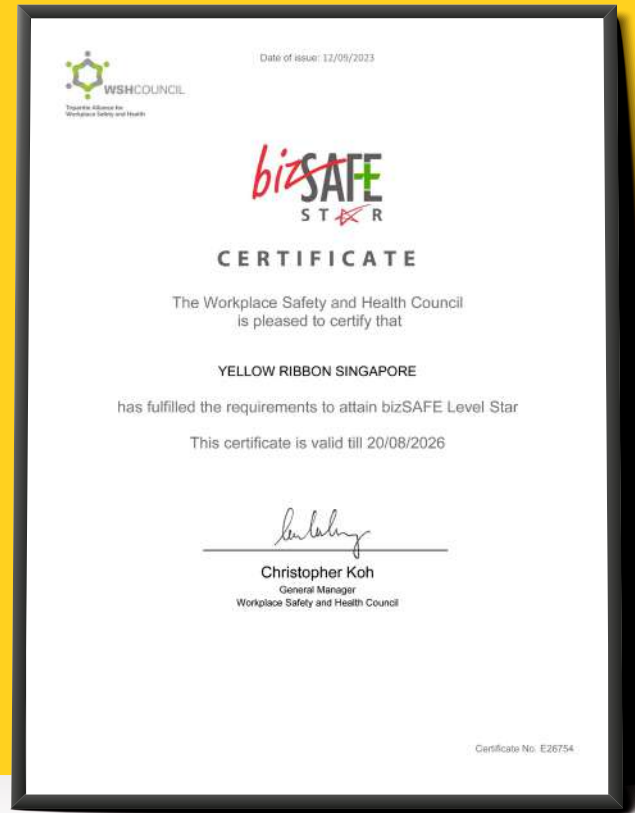 Date of issue: 12/09/2023
WSHCOUNCIL
Tripartite Alliance for
Workplace Safety and Health
bizSAFE
STAR
CERTIFICATE
The Workplace Safety and Health Council
is pleased to certify that
YELLOW RIBBON SINGAPORE
has fulfilled the requirements to attain bizSAFE Level Star
This certificate is valid till 20/08/2026
Christopher Koh
General Manager
Workplace Safety and Health Council
Certificate No. E26754